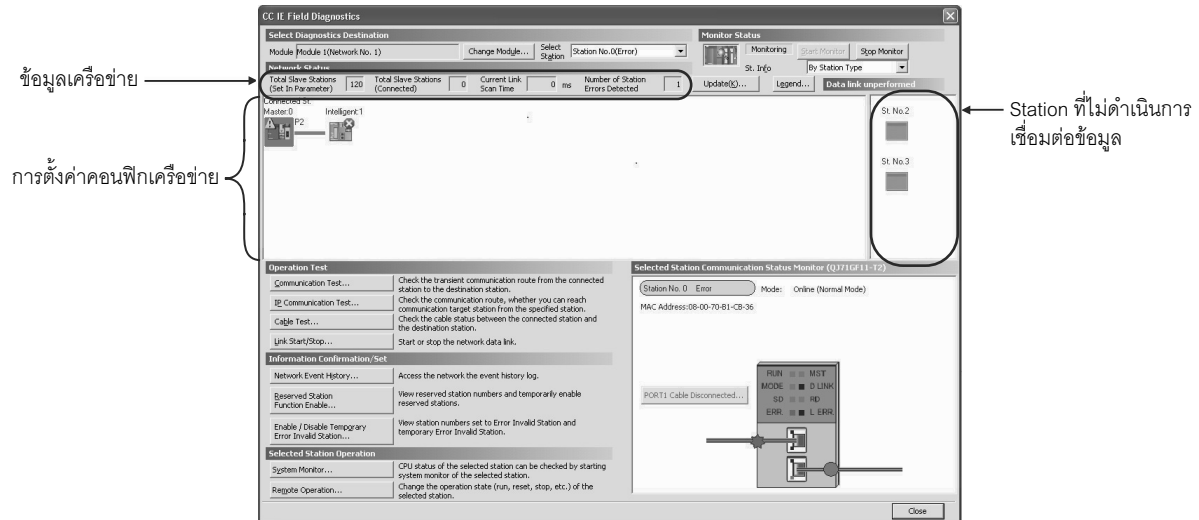 CC IE Field Diagnostics
Select Diagnostics Destination
Module Module 1(Network No. 1)
Change Module...
Select Station
Station No.0(Error)
Monitor Status
Monitoring
Start Monitor
Stop Monitor
St. Info
By Station Type
Network Status
Total Slave Stations (Set In Parameter) 120
Total Slave Stations (Connected) 0
Current Link Scan Time 0 ms
Number of Station Errors Detected 1
Update(K)...
Legend...
Data link unperformed
ข้อมูลเครือข่าย
Connected St.
Master:0
P2
Intelligent:1
St. No.2
St. No.3
Station ที่ไม่ดำเนินการ
เชื่อมต่อข้อมูล
การตั้งค่าคอนฟิกเครือข่าย
Operation Test
Communication Test...
Check the transient communication route from the connected
station to the destination station.
IP Communication Test...
Check the communication route, whether you can reach
communication target station from the specified station.
Cable Test...
Check the cable status between the connected station and
the destination station.
Link Start/Stop...
Start or stop the network data link.
Information Confirmation/Set
Network Event History...
Access the network the event history log.
Reserved Station
Function Enable...
View reserved station numbers and temporarily enable
reserved stations.
Enable / Disable Temporary
Error Invalid Station...
View station numbers set to Error Invalid Station and
temporary Error Invalid Station.
Selected Station Operation
System Monitor...
CPU status of the selected station can be checked by starting
system monitor of the selected station.
Remote Operation...
Change the operation state (run, reset, stop, etc.) of the
selected station.
Selected Station Communication Status Monitor (QJ71GF11-T2)
Station No. 0 Error
Mode: Online (Normal Mode)
MAC Address:08-00-70-B1-CB-36
PORT1 Cable Disconnected...
RUN MST
MODE D LINK
SD RD
ERR. L ERR.
Close